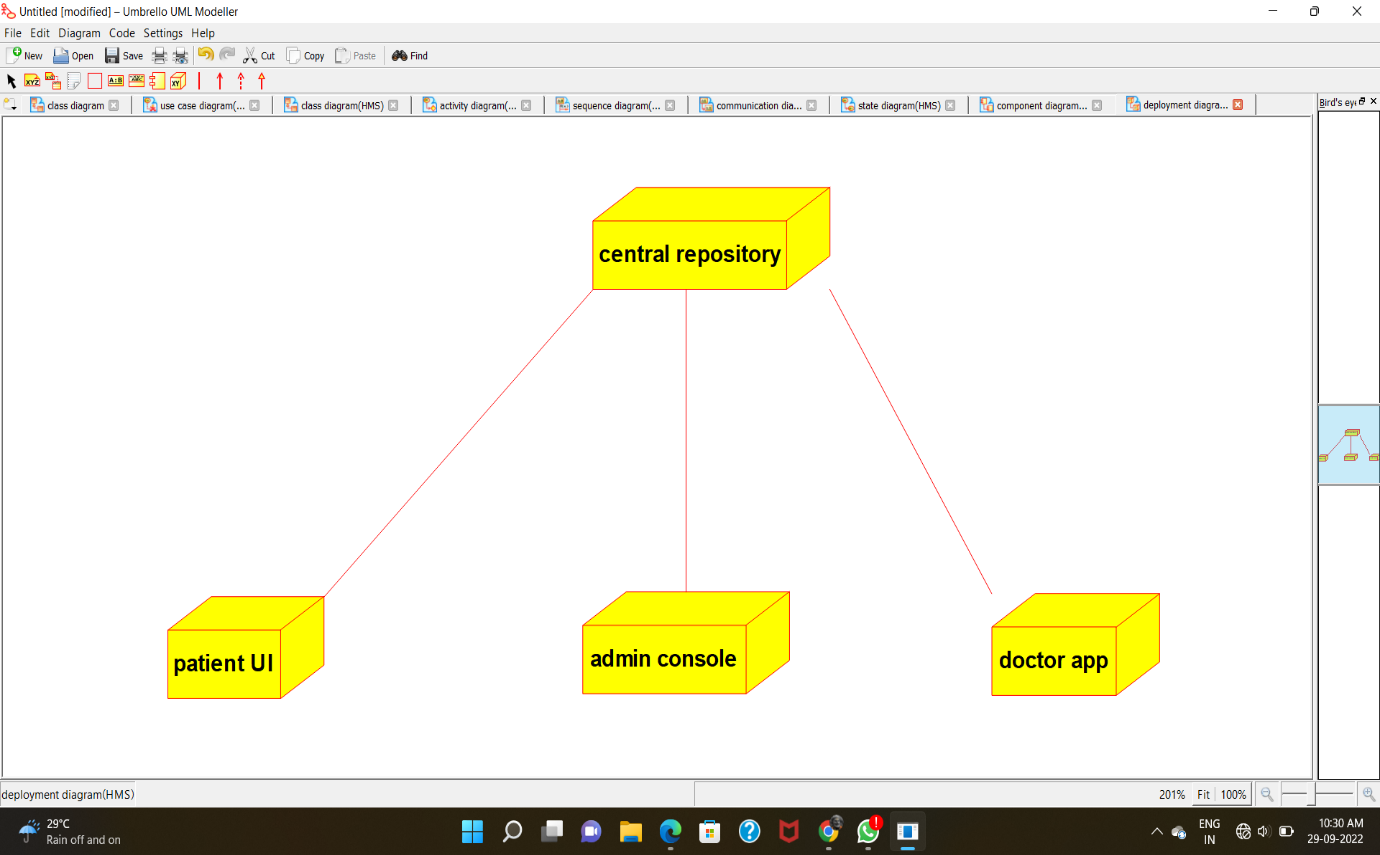 Untitled [modified] – Umbrello UML Modeller
File Edit Diagram Code Settings Help
New Open Save Cut Copy Paste Find
XYZ A:B ABC XY
class diagram use case diagram(... class diagram(HMS) activity diagram(... sequence diagram(... communication dia... state diagram(HMS) component diagram... deployment diagra... Bird's eye
central repository
patient UI
admin console
doctor app
deployment diagram(HMS) 201% Fit 100%
29°C
Rain off and on
ENG
IN
10:30 AM
29-09-2022